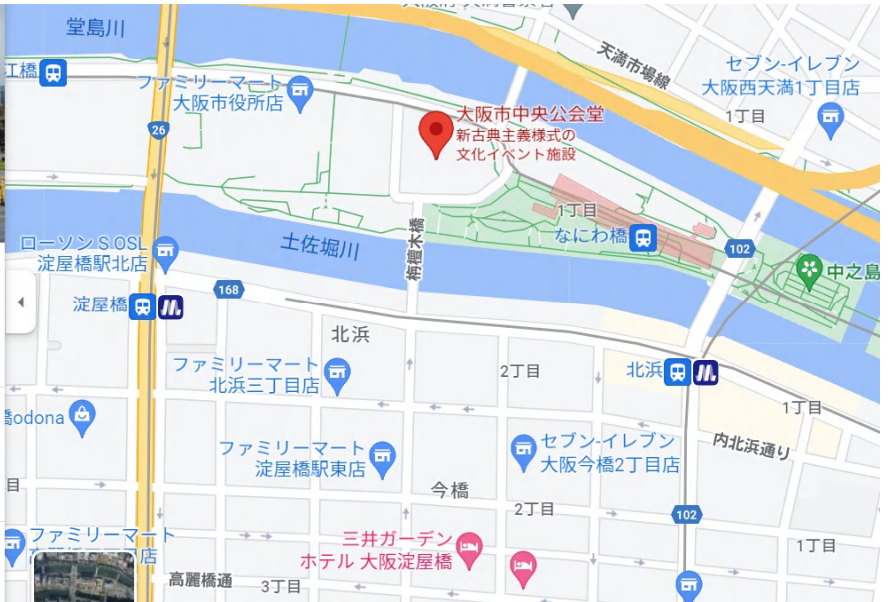 堂島川
江橋
ファミリーマート
大阪市役所店
26
天満市場線
セブン-イレブン
大阪西天満1丁目店
1丁目
大阪市中央公会堂
新古典主義様式の
文化イベント施設
1丁目
なにわ橋
102
中之島
栴檀木橋
土佐堀川
ローソン S OSL
淀屋橋駅北店
168
淀屋橋
北浜
ファミリーマート
北浜三丁目店
2丁目
北浜
1丁目
odona
ファミリーマート
淀屋橋駅東店
セブン-イレブン
大阪今橋2丁目店
内北浜通り
今橋
2丁目
102
目
ファミリーマート
店
三井ガーデン
ホテル 大阪淀屋橋
1丁目
高麗橋通
3丁目